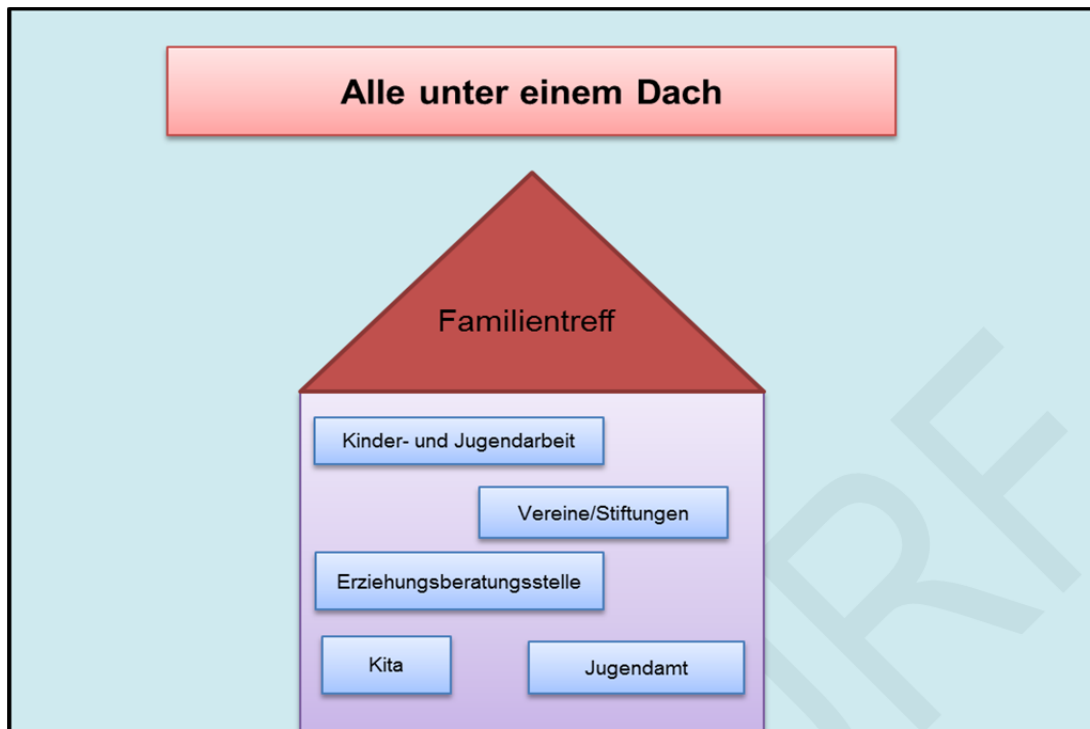 Alle unter einem Dach
Familientreff
Kinder- und Jugendarbeit
Vereine/Stiftungen
Erziehungsberatungsstelle
Kita
Jugendamt